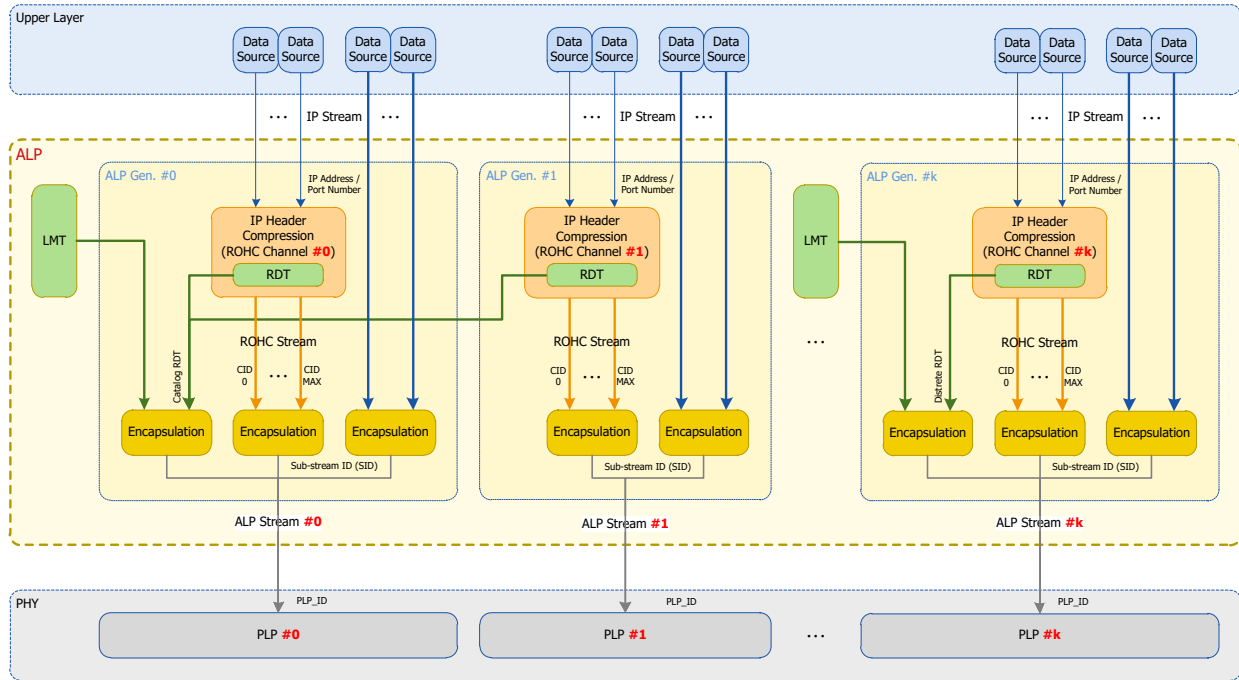 Upper Layer
Data
Source
Data
Source
Data
Source
Data
Source
Data
Source
Data
Source
Data
Source
Data
Source
Data
Source
Data
Source
Data
Source
Data
Source
... IP Stream ...
... IP Stream ...
... IP Stream ...
ALP
ALP Gen. #0
IP Address /
Port Number
LMT
IP Header
Compression
(ROHC Channel #0)
RDT
ROHC Stream
Catalog RDT
CID
0
...
CID
MAX
Encapsulation
Encapsulation
Encapsulation
Sub-stream ID (SID)
ALP Stream #0
ALP Gen. #1
IP Address /
Port Number
IP Header
Compression
(ROHC Channel #1)
RDT
ROHC Stream
CID
0
...
CID
MAX
Encapsulation
Encapsulation
Sub-stream ID (SID)
ALP Stream #1
LMT
...
ALP Gen. #k
IP Address /
Port Number
IP Header
Compression
(ROHC Channel #k)
RDT
ROHC Stream
Distrete RDT
CID
0
...
CID
MAX
Encapsulation
Encapsulation
Encapsulation
Sub-stream ID (SID)
ALP Stream #k
PHY
PLP_ID
PLP_ID
PLP_ID
PLP #0
PLP #1
...
PLP #k